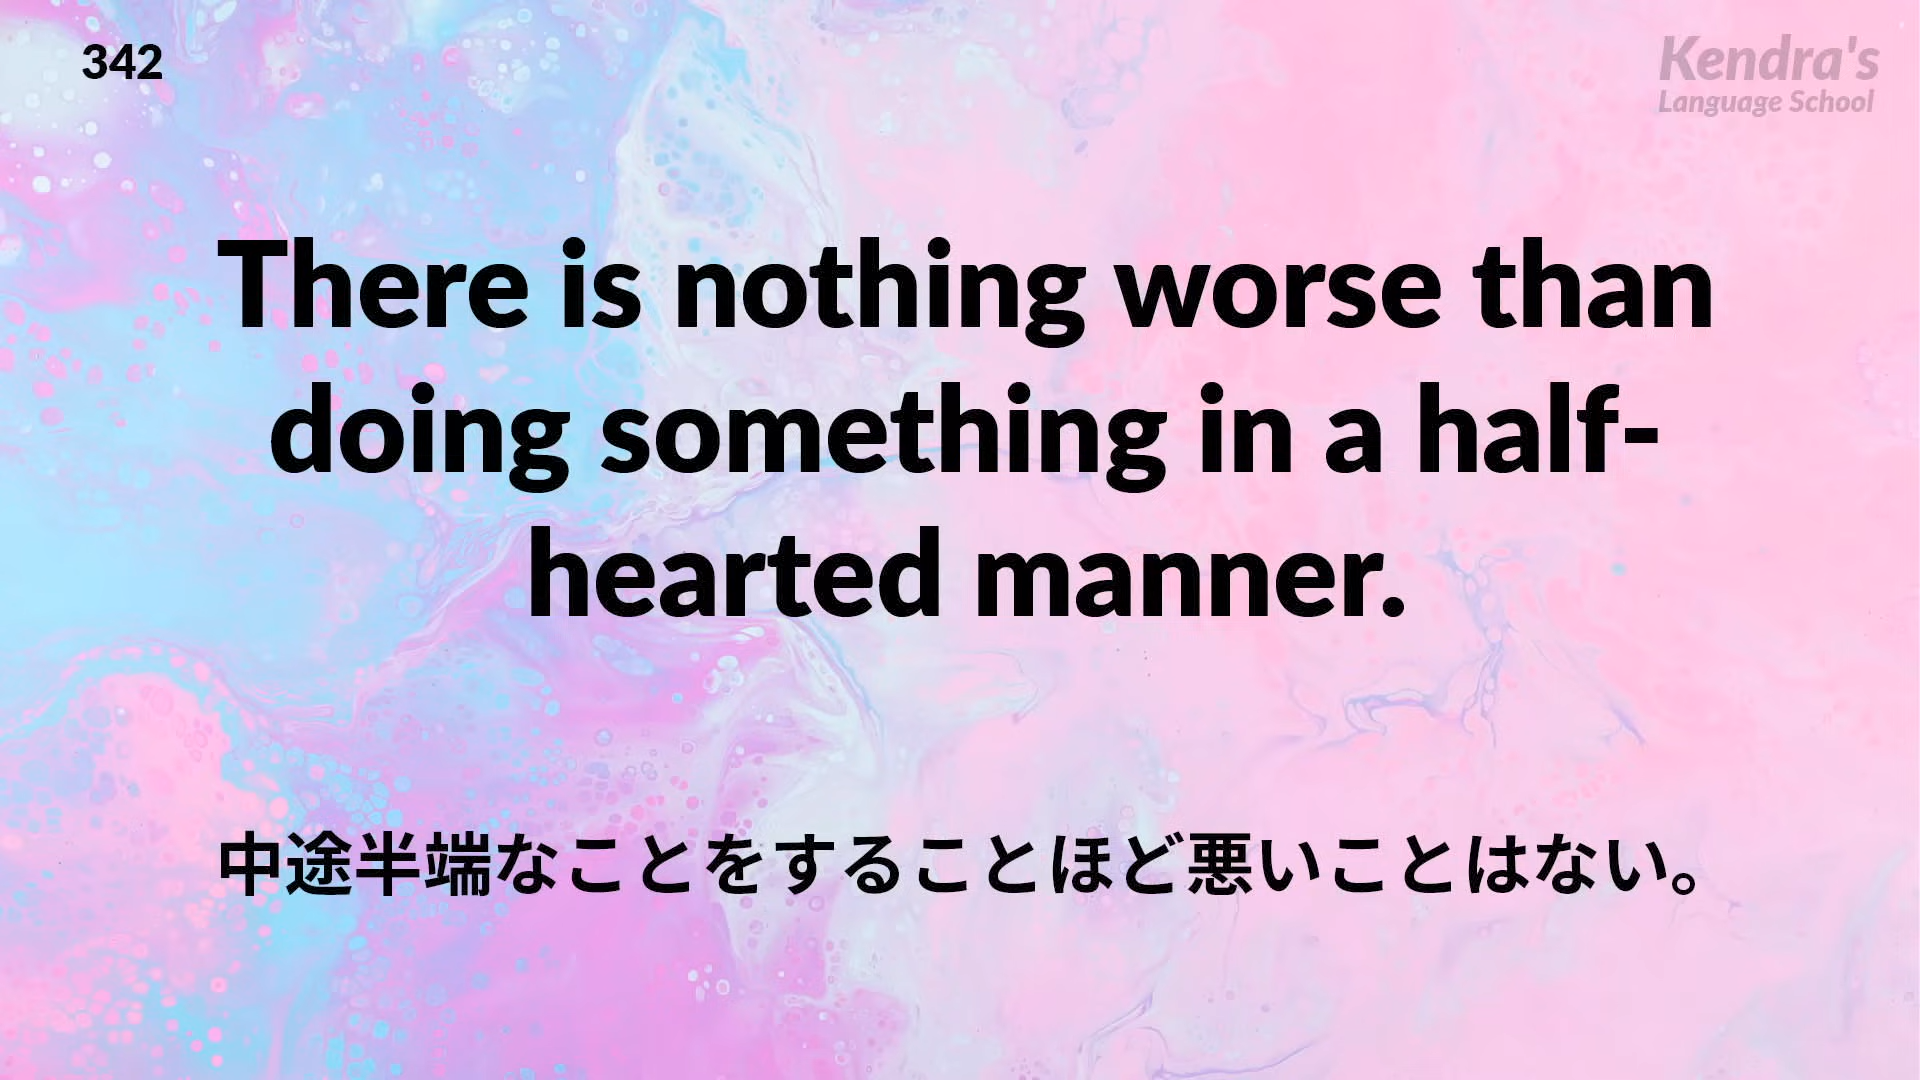 342
Kendra's
Language School
There is nothing worse than
doing something in a half-
hearted manner.
中途半端なことをすることほど悪いことはない。